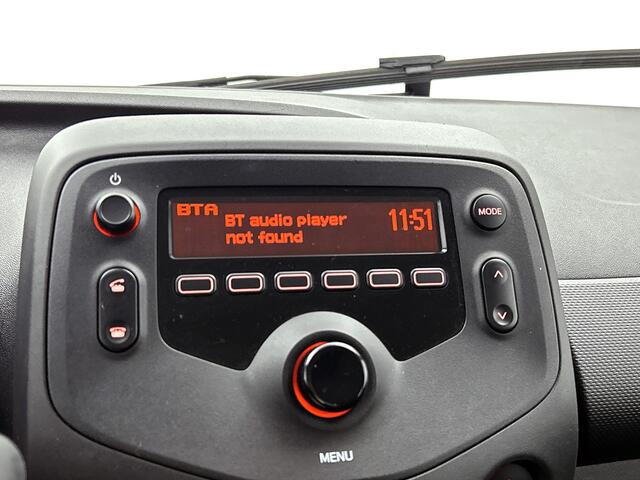 BTA
BT audio player
not found
11:51
MODE
MENU